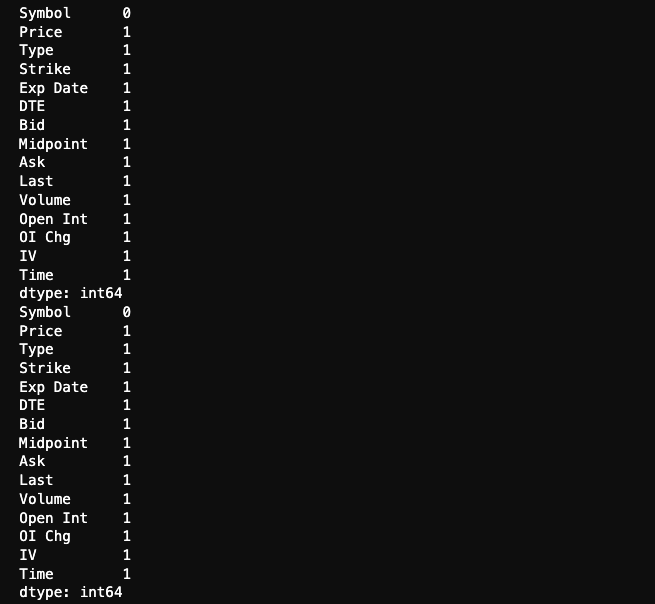 Symbol 0
Price 1
Type 1
Strike 1
Exp Date 1
DTE 1
Bid 1
Midpoint 1
Ask 1
Last 1
Volume 1
Open Int 1
OI Chg 1
IV 1
Time 1
dtype: int64
Symbol 0
Price 1
Type 1
Strike 1
Exp Date 1
DTE 1
Bid 1
Midpoint 1
Ask 1
Last 1
Volume 1
Open Int 1
OI Chg 1
IV 1
Time 1
dtype: int64